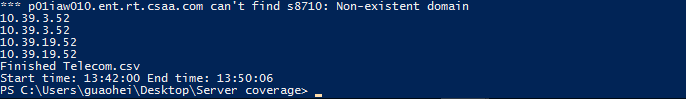 *** p01iaw010.ent.rt.csaa.com can't find s8710: Non-existent domain
10.39.3.52
10.39.3.52
10.39.19.52
10.39.19.52
Finished Telecom.csv
Start time: 13:42:00 End time: 13:50:06
PS C:\Users\guaohei\Desktop\Server coverage>